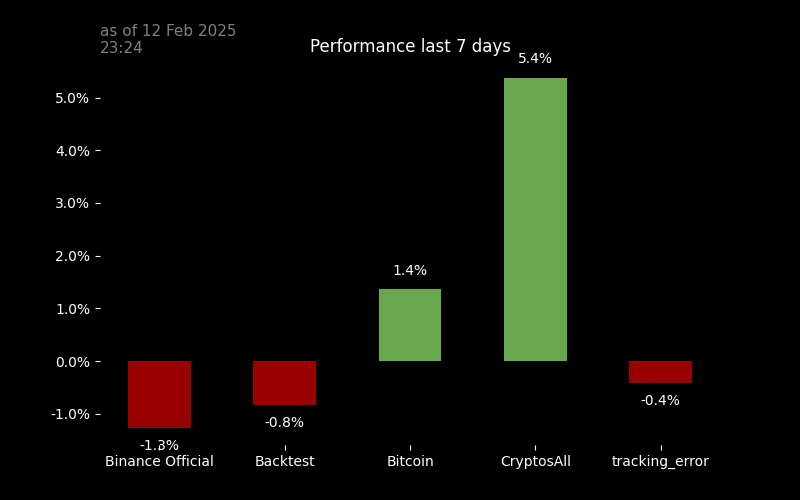 as of 12 Feb 2025
23:24
Performance last 7 days
5.4%
5.0%
4.0%
3.0%
2.0%
1.4%
1.0%
0.0%
-0.4%
-0.8%
-1.0%
-1.3%
Binance Official
Backtest
Bitcoin
CryptosAll
tracking_error